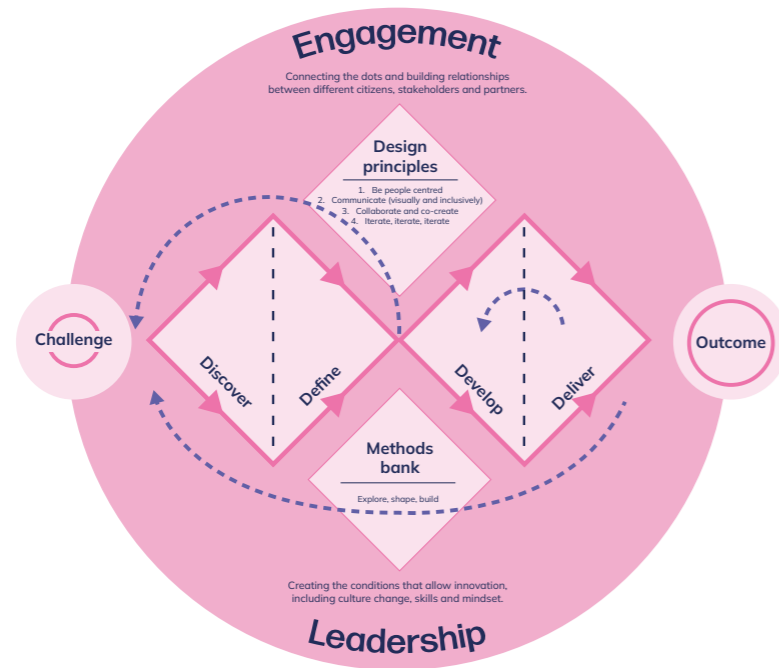 Engagement
Connecting the dots and building relationships
between different citizens, stakeholders and partners.
Design
principles
1. Be people centred
2. Communicate (visually and inclusively)
3. Collaborate and co-create
4. Iterate, iterate, iterate
Challenge
Discover
Define
Develop
Deliver
Outcome
Methods
bank
Explore, shape, build
Creating the conditions that allow innovation,
including culture change, skills and mindset.
Leadership